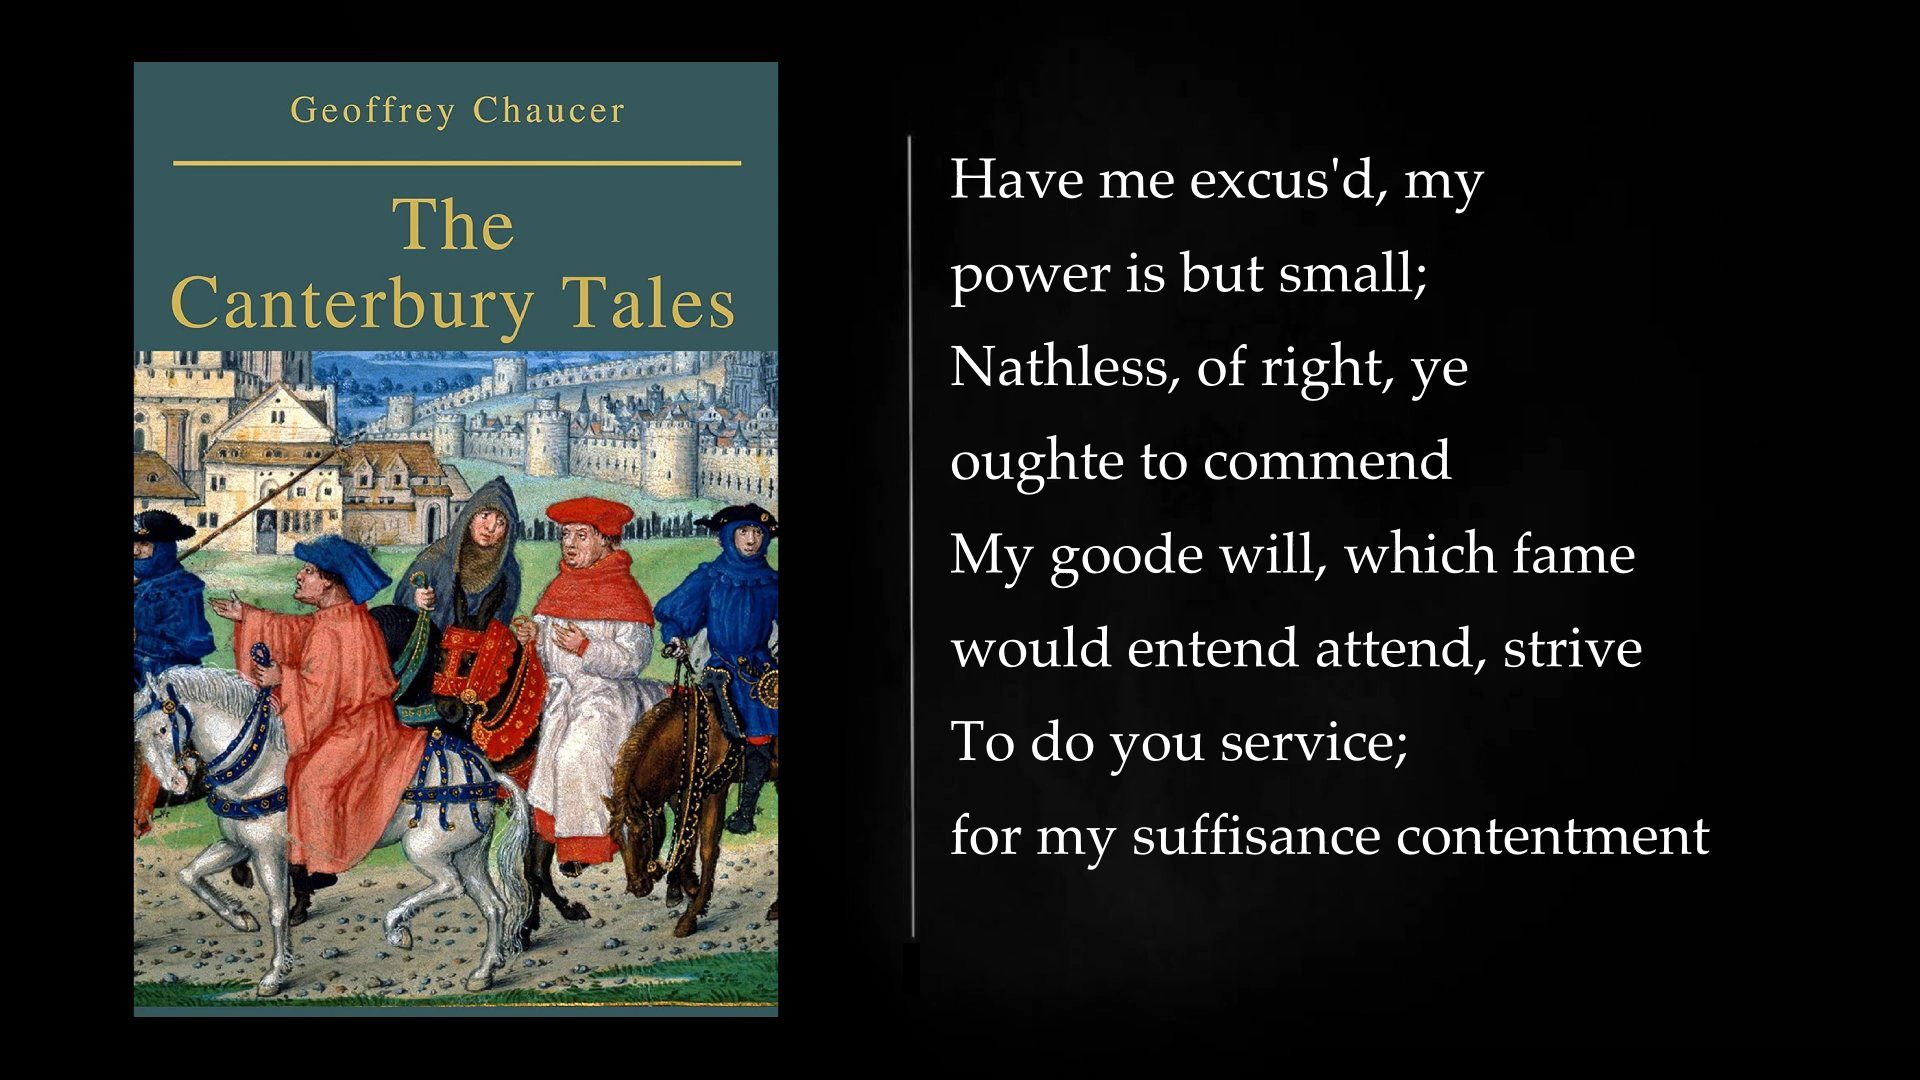 Geoffrey Chaucer
The
Canterbury Tales
Have me excus'd, my
power is but small;
Nathless, of right, ye
oughte to commend
My goode will, which fame
would entend attend, strive
To do you service;
for my suffisance contentment